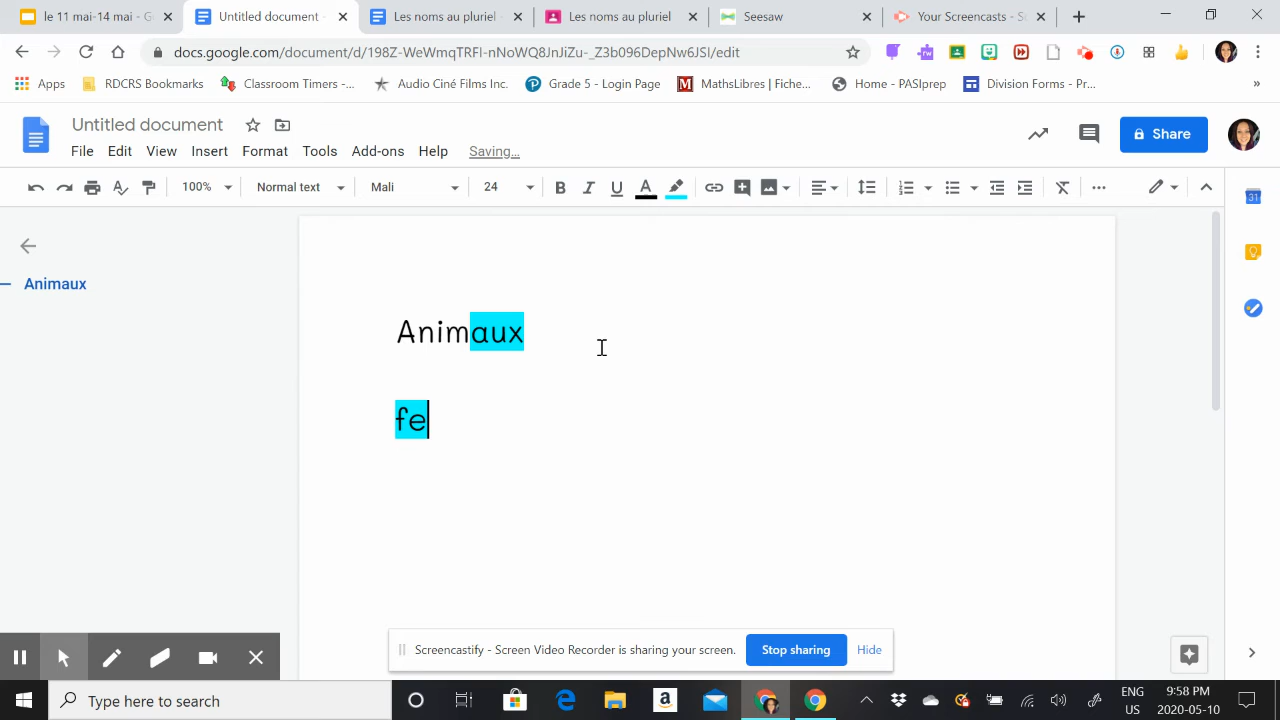 le 11 mai-14 mai - G
Untitled document
Les noms au pluriel -
Les noms au pluriel
Seesaw
Your Screencasts - Sc
docs.google.com/document/d/198Z-WeWmqTRFl-nNoWQ8JnJiZu-_Z3b096DepNw6JSI/edit
Apps
RDCRS Bookmarks
Classroom Timers -...
Audio Ciné Films Inc.
Grade 5 - Login Page
MathsLibres | Fiche...
Home - PASIprep
Division Forms - Pr...
»
Untitled document
Share
File Edit View Insert Format Tools Add-ons Help Saving...
100% Normal text Mali 24 B I U A
31
Animaux
Animaux
fe
Screencastify - Screen Video Recorder is sharing your screen.
Stop sharing
Hide
Type here to search
ENG
US
9:58 PM
2020-05-10